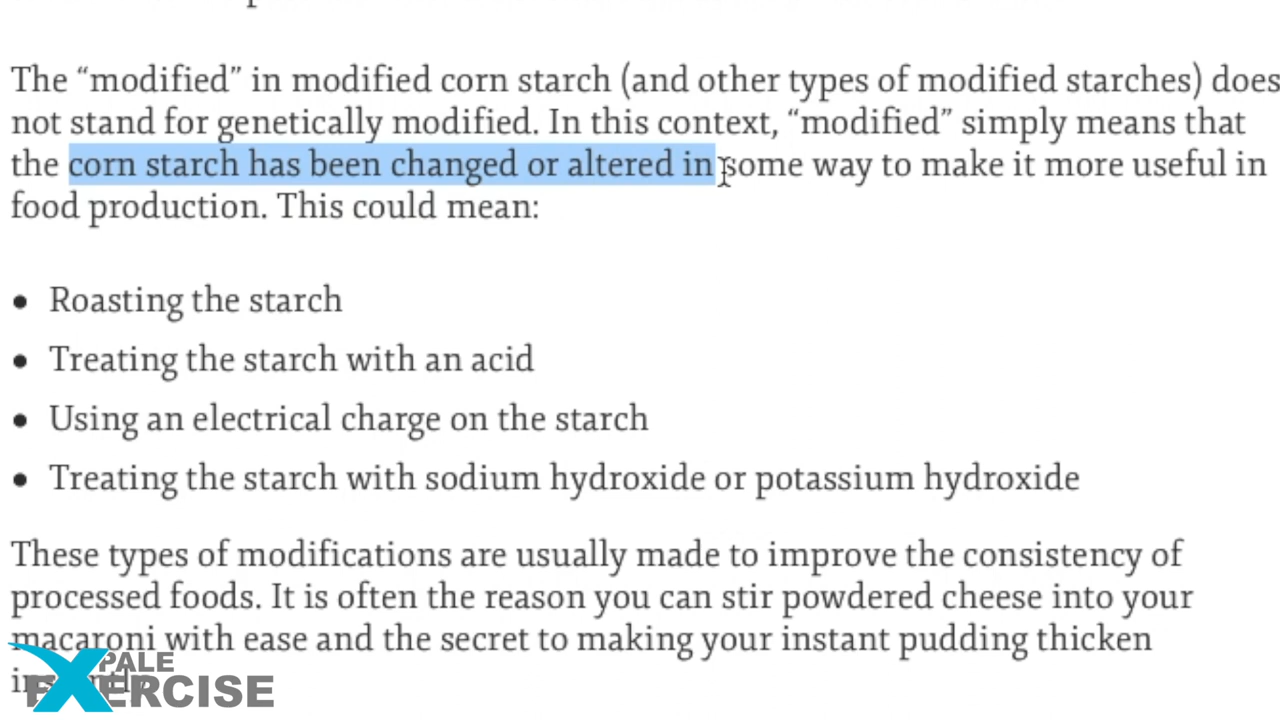 The “modified” in modified corn starch (and other types of modified starches) does
not stand for genetically modified. In this context, “modified” simply means that
the corn starch has been changed or altered in some way to make it more useful in
food production. This could mean:
• Roasting the starch
• Treating the starch with an acid
• Using an electrical charge on the starch
• Treating the starch with sodium hydroxide or potassium hydroxide
These types of modifications are usually made to improve the consistency of
processed foods. It is often the reason you can stir powdered cheese into your
macaroni with ease and the secret to making your instant pudding thicken
PALE
EXERCISE